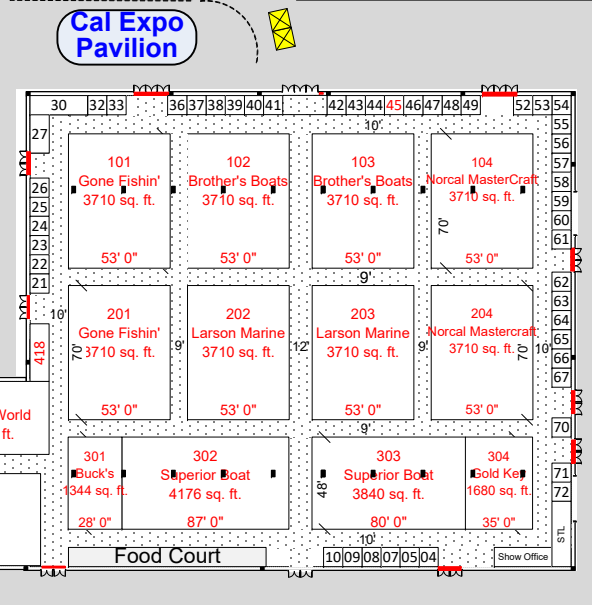 Cal Expo
Pavilion
30 32 33 36 37 38 39 40 41 42 43 44 45 46 47 48 49 52 53 54
10'
27
26
25
24
23
22
21
418
55
56
57
58
59
60
61
62
63
64
65
66
67
70
71
72
STL
101
Gone Fishin'
3710 sq. ft.
53' 0"
102
Brother's Boats
3710 sq. ft.
53' 0"
103
Brother's Boats
3710 sq. ft.
53' 0"
104
Norcal MasterCraft
3710 sq. ft.
70'
53' 0"
9'
10'
201
Gone Fishin'
3710 sq. ft.
70'
53' 0"
9'
202
Larson Marine
3710 sq. ft.
53' 0"
12'
203
Larson Marine
3710 sq. ft.
53' 0"
9'
204
Norcal Mastercraft
3710 sq. ft.
70'
53' 0"
10'
9'
World
ft.
301
Buck's
1344 sq. ft.
28' 0"
302
Superior Boat
4176 sq. ft.
87' 0"
303
Superior Boat
3840 sq. ft.
48'
80' 0"
304
Gold Key
1680 sq. ft.
35' 0"
10'
Food Court
10 09 08 07 05 04
Show Office